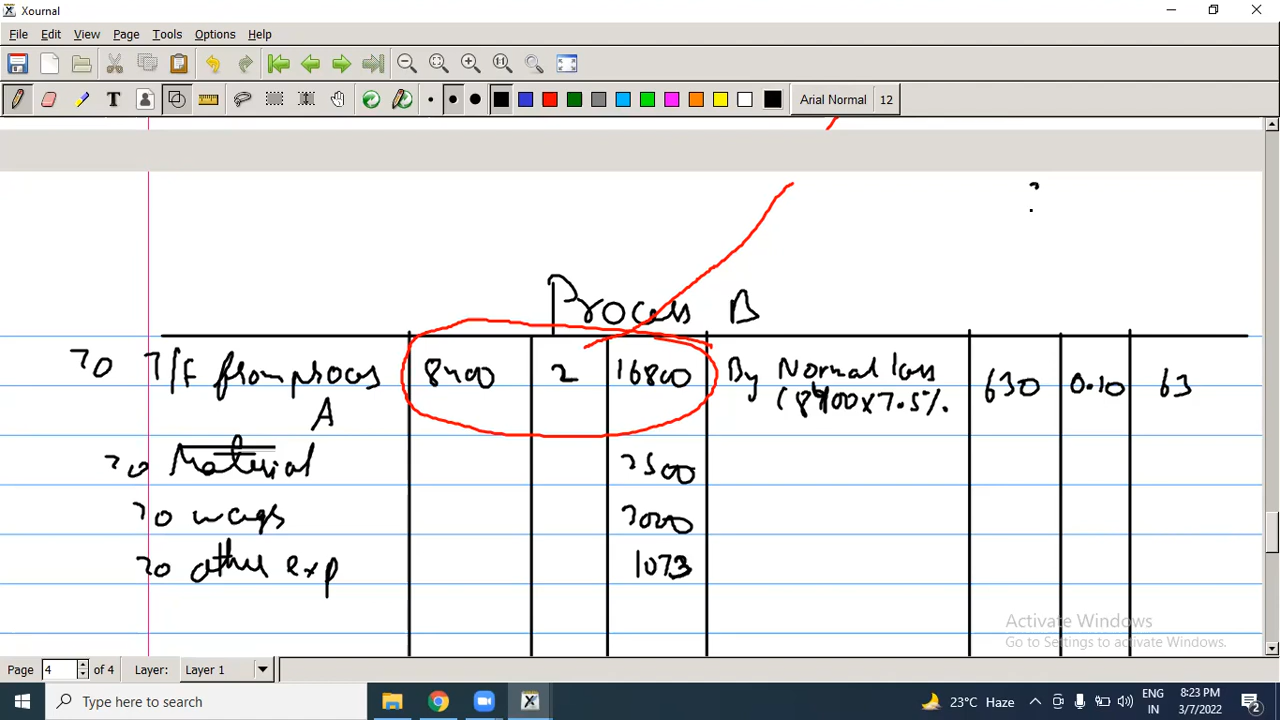 Xournal
File Edit View Page Tools Options Help
Arial Normal 12
?
Process B
To T/F from process 8400 2 16800 By Normal loss 630 0.10 63
A (8400x7.5%.
To Material 2500
To wages 3000
To other exp 1073
Activate Windows
Go to Settings to activate Windows.
Page 4 of 4 Layer: Layer 1
Type here to search
23°C Haze
ENG
IN
8:23 PM
3/7/2022
2